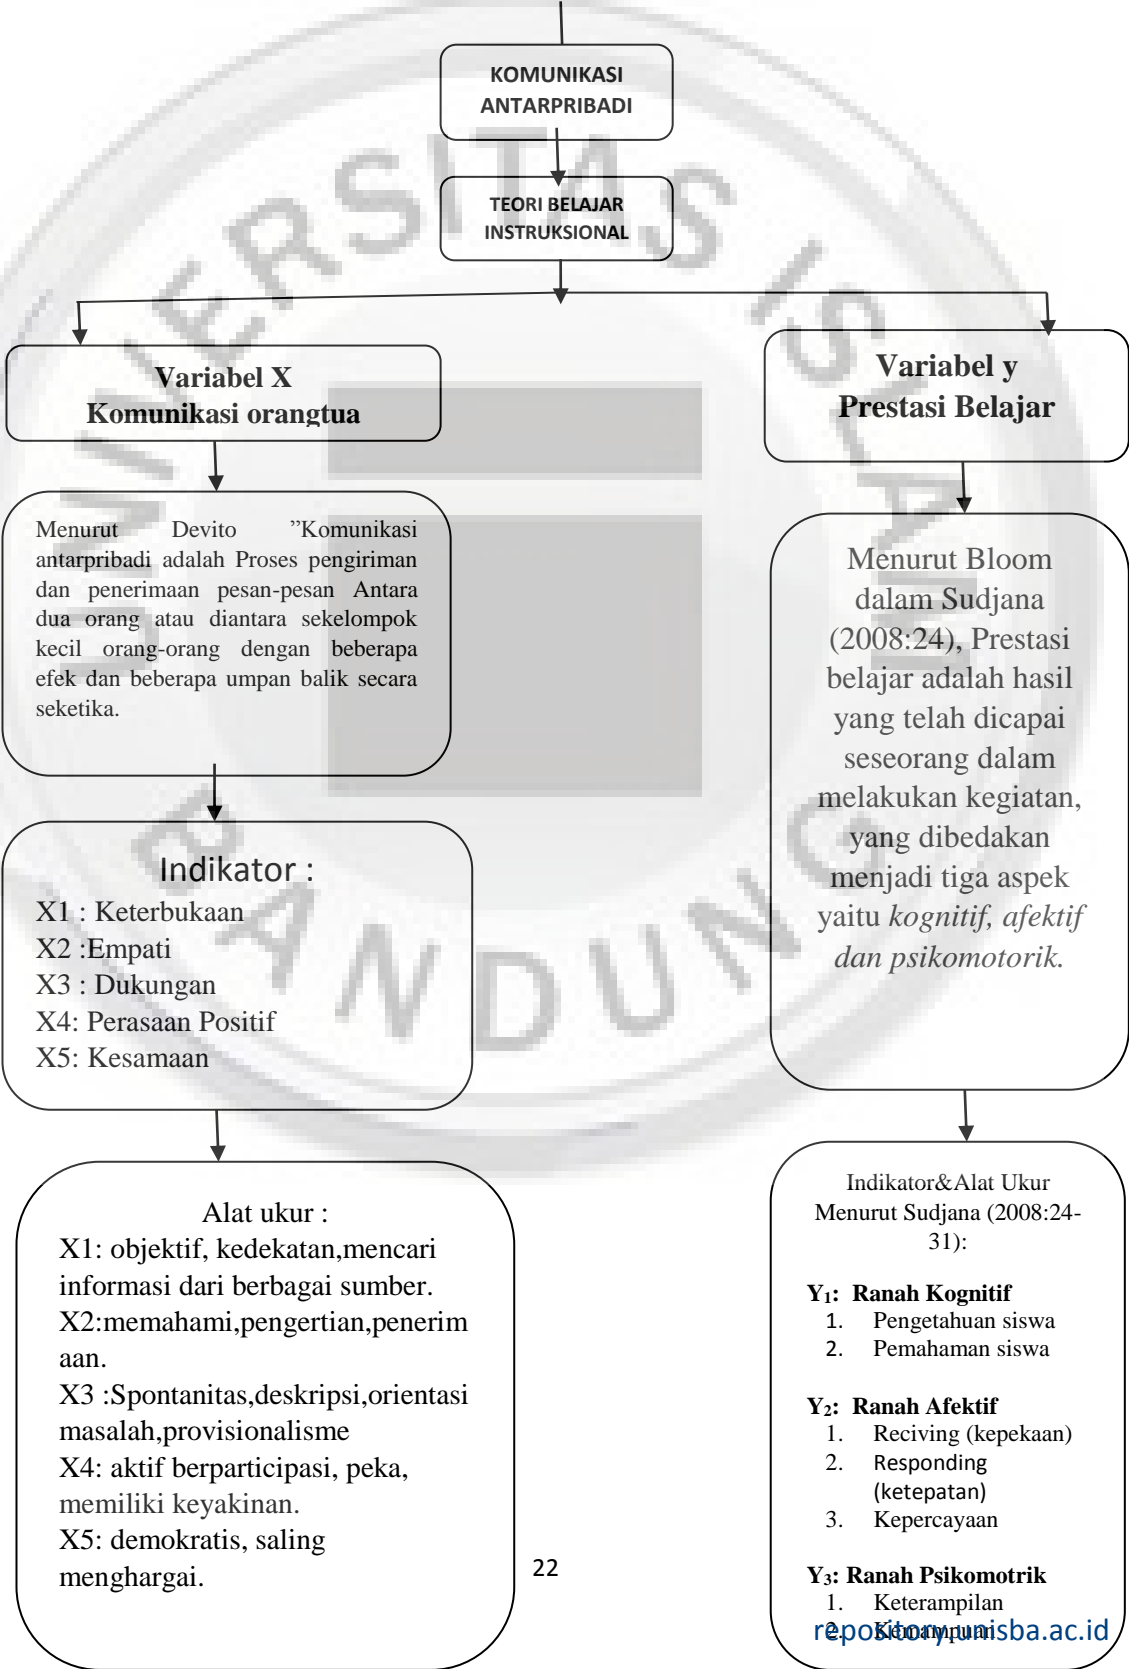 KOMUNIKASI
ANTARPRIBADI
TEORI BELAJAR
INSTRUKSIONAL
Variabel X
Komunikasi orangtua
Variabel y
Prestasi Belajar
Menurut Devito ”Komunikasi
antarpribadi adalah Proses pengiriman
dan penerimaan pesan-pesan Antara
dua orang atau diantara sekelompok
kecil orang-orang dengan beberapa
efek dan beberapa umpan balik secara
seketika.
Menurut Bloom
dalam Sudjana
(2008:24), Prestasi
belajar adalah hasil
yang telah dicapai
seseorang dalam
melakukan kegiatan,
yang dibedakan
menjadi tiga aspek
yaitu kognitif, afektif
dan psikomotorik.
Indikator :
X1 : Keterbukaan
X2 :Empati
X3 : Dukungan
X4: Perasaan Positif
X5: Kesamaan
Alat ukur :
X1: objektif, kedekatan,mencari
informasi dari berbagai sumber.
X2:memahami,pengertian,penerim
aan.
X3 :Spontanitas,deskripsi,orientasi
masalah,provisionalisme
X4: aktif berparticipasi, peka,
memiliki keyakinan.
X5: demokratis, saling
menghargai.
Indikator&Alat Ukur
Menurut Sudjana (2008:24-
31):
Y₁: Ranah Kognitif
1. Pengetahuan siswa
2. Pemahaman siswa
Y₂: Ranah Afektif
1. Reciving (kepekaan)
2. Responding
(ketepatan)
3. Kepercayaan
Y₃: Ranah Psikomotrik
1. Keterampilan
2. Kemampuan
22
repository.unisba.ac.id
UNIVERSITAS ISLAM
BANDUNG